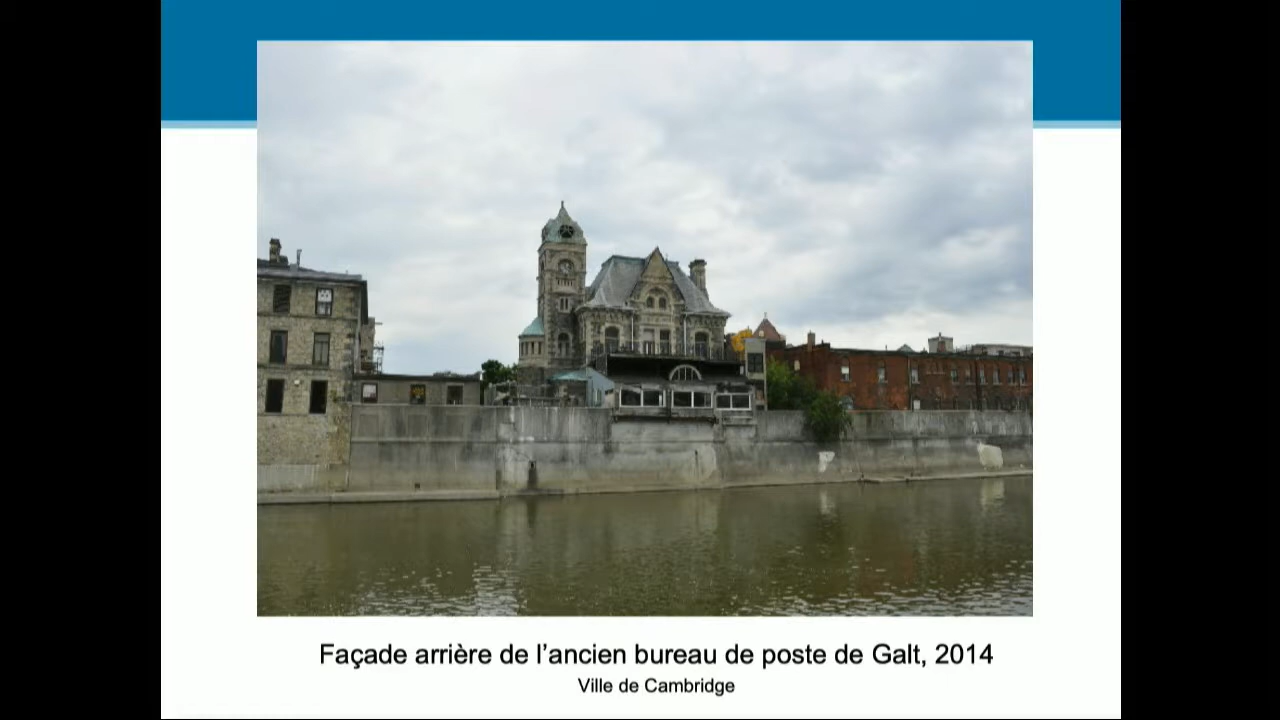 Façade arrière de l’ancien bureau de poste de Galt, 2014
Ville de Cambridge